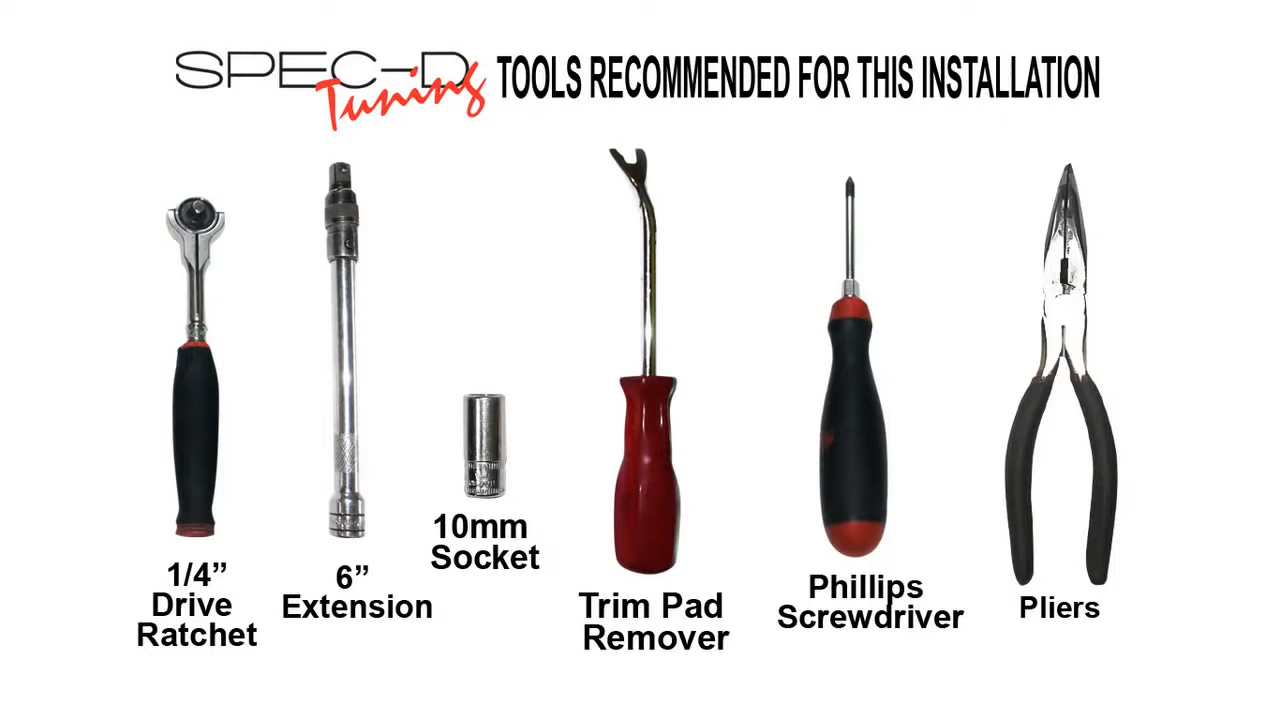 SPEC-D
Tuning
TOOLS RECOMMENDED FOR THIS INSTALLATION
1/4”
Drive
Ratchet
6”
Extension
10mm
Socket
Trim Pad
Remover
Phillips
Screwdriver
Pliers